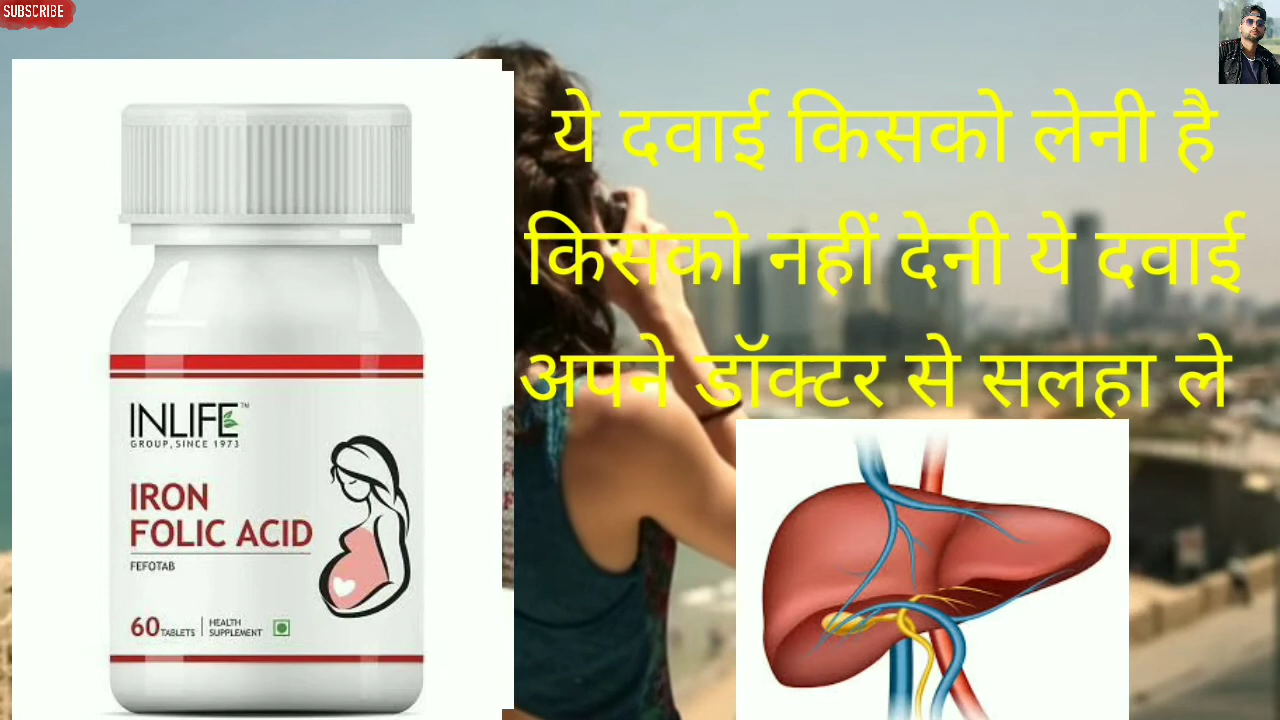 SUBSCRIBE
ये दवाई किसको लेनी है
किसको नहीं देनी ये दवाई
अपने डॉक्टर से सलहा ले
INLIFE™
GROUP, SINCE 1973
IRON
FOLIC ACID
FEFOTAB
60 TABLETS | HEALTH
SUPPLEMENT